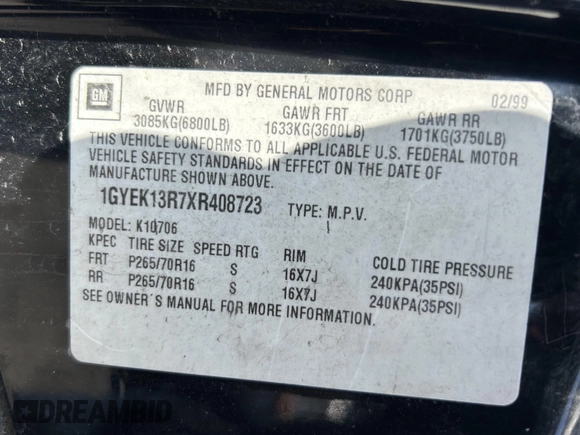 GM
MFD BY GENERAL MOTORS CORP 02/99
GVWR GAWR FRT GAWR RR
3085KG(6800LB) 1633KG(3600LB) 1701KG(3750LB)
THIS VEHICLE CONFORMS TO ALL APPLICABLE U.S. FEDERAL MOTOR
VEHICLE SAFETY STANDARDS IN EFFECT ON THE DATE OF
MANUFACTURE SHOWN ABOVE.
1GYEK13R7XR408723 TYPE: M.P.V.
MODEL: K10706
KPEC TIRE SIZE SPEED RTG RIM COLD TIRE PRESSURE
FRT P265/70R16 S 16X7J 240KPA(35PSI)
RR P265/70R16 S 16X7J 240KPA(35PSI)
SEE OWNER'S MANUAL FOR MORE INFORMATION.
DREAMBID